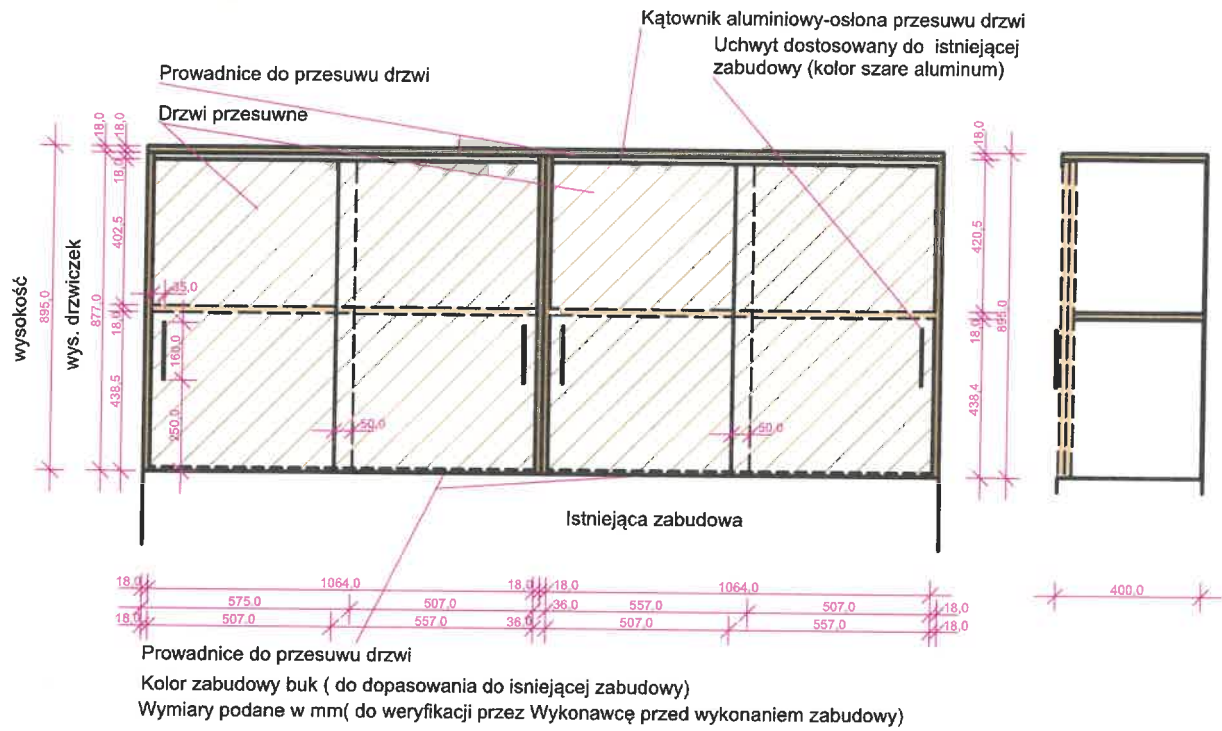 Kątownik aluminiowy-osłona przesuwu drzwi
Uchwyt dostosowany do istniejącej
zabudowy (kolor szare aluminum)
Prowadnice do przesuwu drzwi
Drzwi przesuwne
wysokość
895,0
wys. drzwiczek
877,0
18,0
18,0
18,0
402,5
18,0
438,5
35,0
160,0
250,0
50,0
50,0
18,0
420,5
18,0
438,4
895,0
Istniejąca zabudowa
18,0 1064,0 18,0 18,0 1064,0
575,0 507,0 36,0 557,0 507,0 18,0
18,0 507,0 557,0 36,0 507,0 557,0 18,0
400,0
Prowadnice do przesuwu drzwi
Kolor zabudowy buk ( do dopasowania do isniejącej zabudowy)
Wymiary podane w mm( do weryfikacji przez Wykonawcę przed wykonaniem zabudowy)